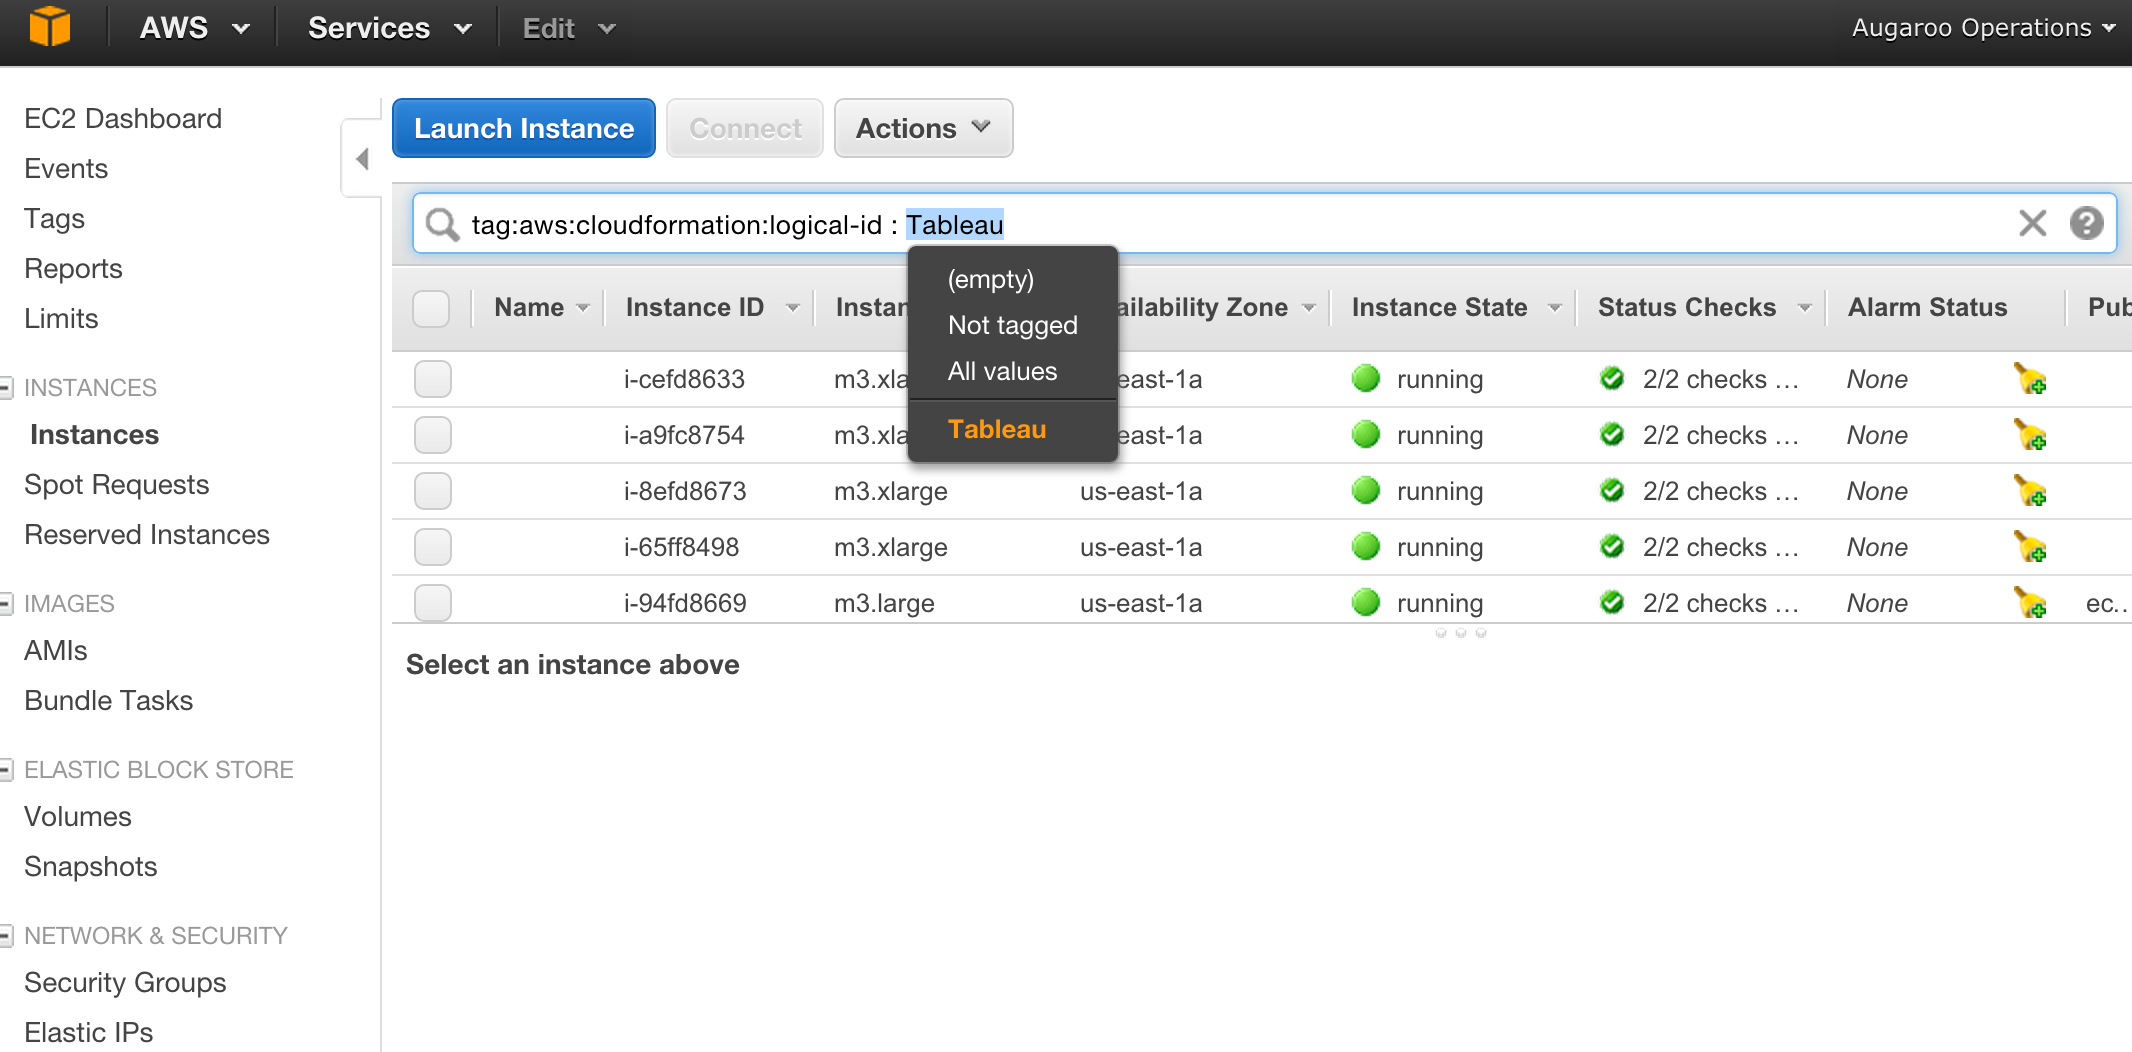 AWS Services Edit Augaroo Operations
EC2 Dashboard
Events
Tags
Reports
Limits
INSTANCES
Instances
Spot Requests
Reserved Instances
IMAGES
AMIs
Bundle Tasks
ELASTIC BLOCK STORE
Volumes
Snapshots
NETWORK & SECURITY
Security Groups
Elastic IPs
Launch Instance Connect Actions
tag:aws:cloudformation:logical-id : Tableau
(empty)
Not tagged
All values
Tableau
Name Instance ID Instan ailability Zone Instance State Status Checks Alarm Status Pub
i-cefd8633 m3.xla east-1a running 2/2 checks ... None
i-a9fc8754 m3.xla east-1a running 2/2 checks ... None
i-8efd8673 m3.xlarge us-east-1a running 2/2 checks ... None
i-65ff8498 m3.xlarge us-east-1a running 2/2 checks ... None
i-94fd8669 m3.large us-east-1a running 2/2 checks ... None ec..
Select an instance above